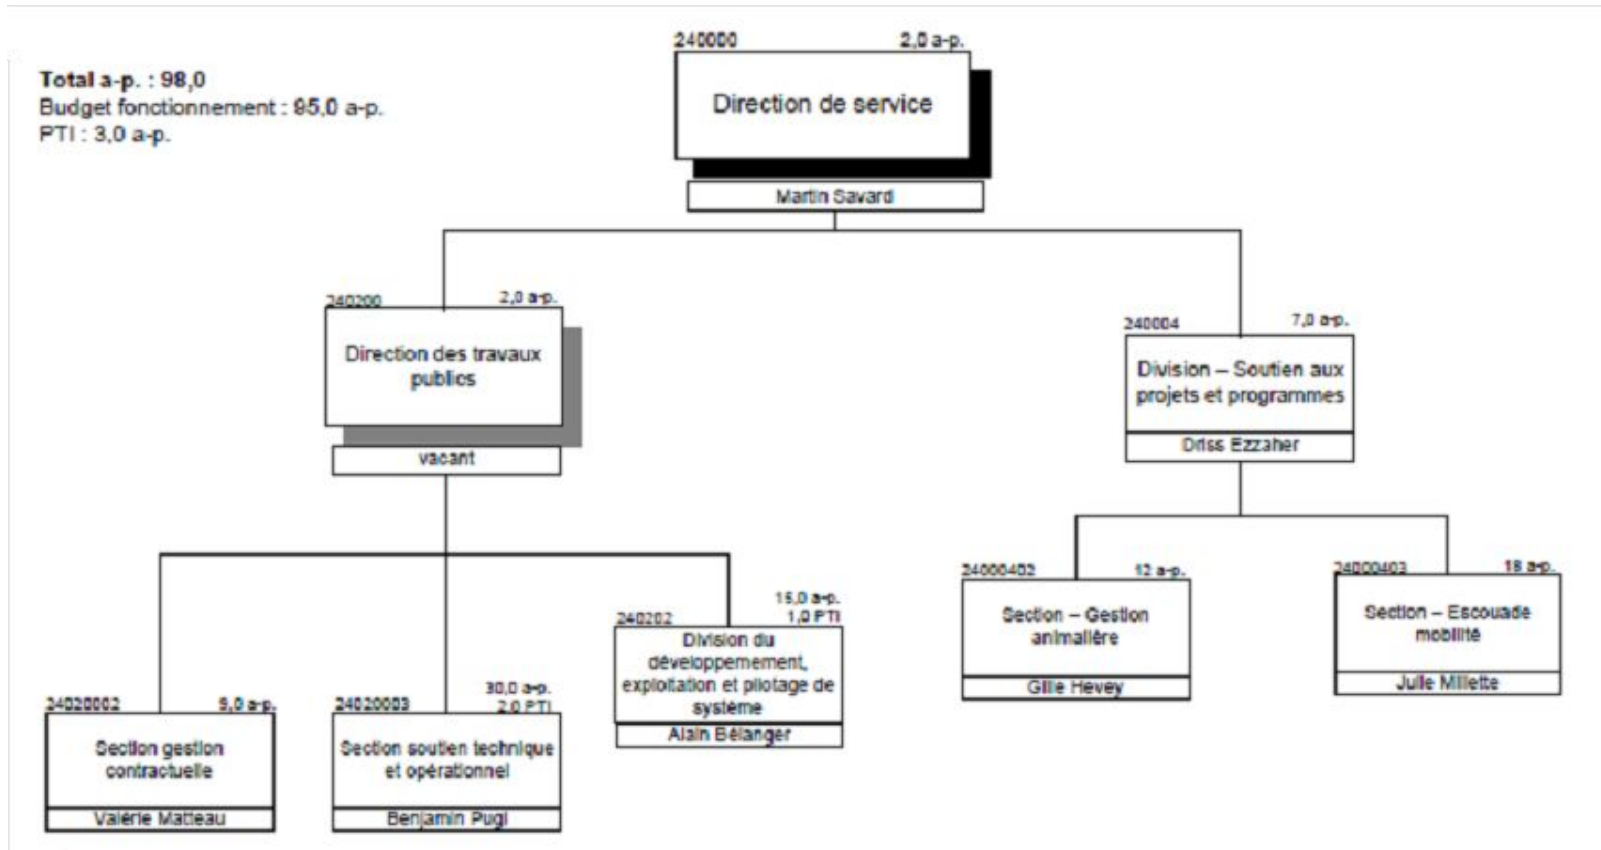 Total a-p. : 98,0
Budget fonctionnement : 95,0 a-p.
PTI : 3,0 a-p.
240000 2,0 a-p.
Direction de service
Martin Savard
240200 2,0 a-p.
Direction des travaux
publics
vacant
240004 7,0 a-p.
Division – Soutien aux
projets et programmes
Driss Ezzaher
24020002 9,0 a-p.
Section gestion
contractuelle
Valérie Matteau
24020003 30,0 a-p.
2,0 PTI
Section soutien technique
et opérationnel
Benjamin Pugi
240202 15,0 a-p.
1,0 PTI
Division du
développement,
exploitation et pilotage de
système
Alain Bélanger
24000402 12 a-p.
Section – Gestion
animalière
Gille Hevey
24000403 18 a-p.
Section – Escouade
mobilité
Julie Millette